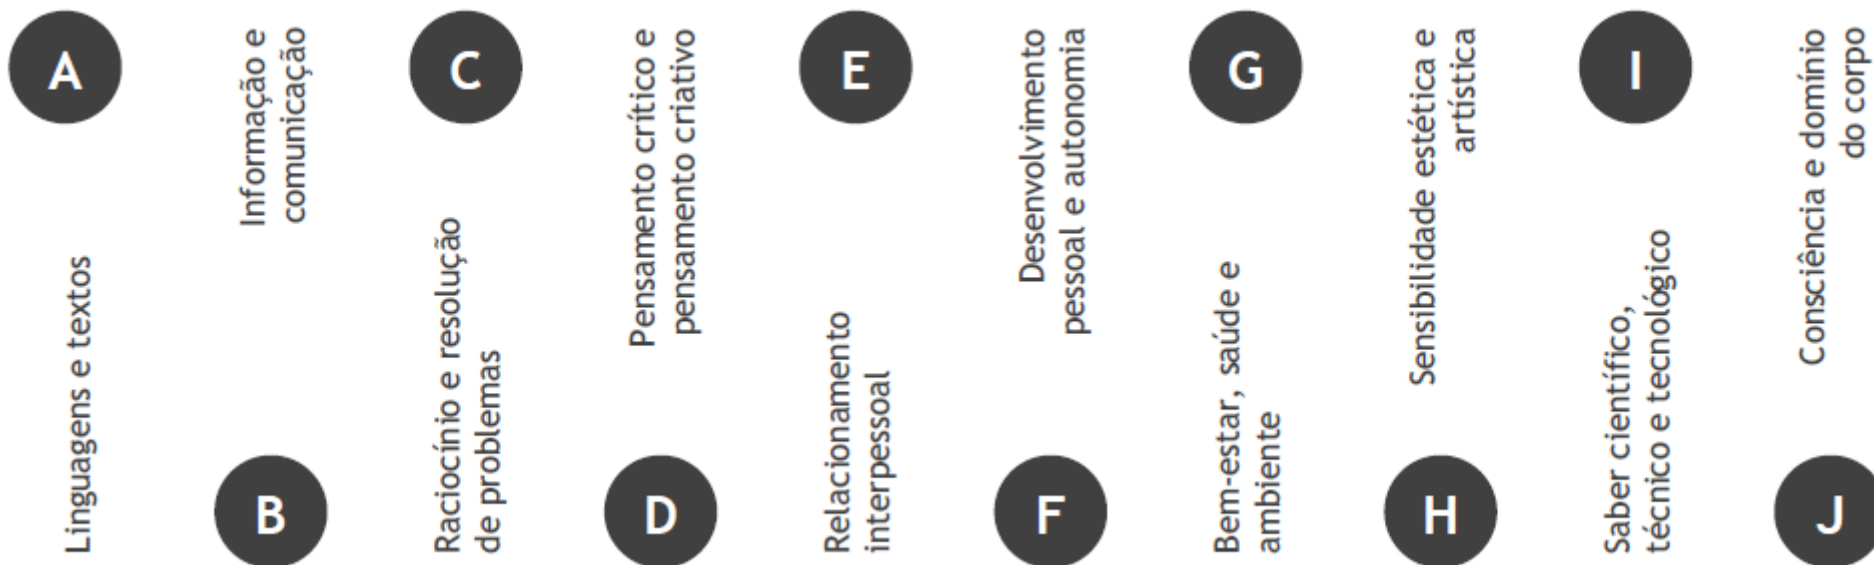 A
Linguagens e textos
Informação e
comunicação
B
C
Raciocínio e resolução
de problemas
Pensamento crítico e
pensamento criativo
D
E
Relacionamento
interpessoal
Desenvolvimento
pessoal e autonomia
F
G
Bem-estar, saúde e
ambiente
Sensibilidade estética e
artística
H
I
Saber científico,
técnico e tecnológico
Consciência e domínio
do corpo
J